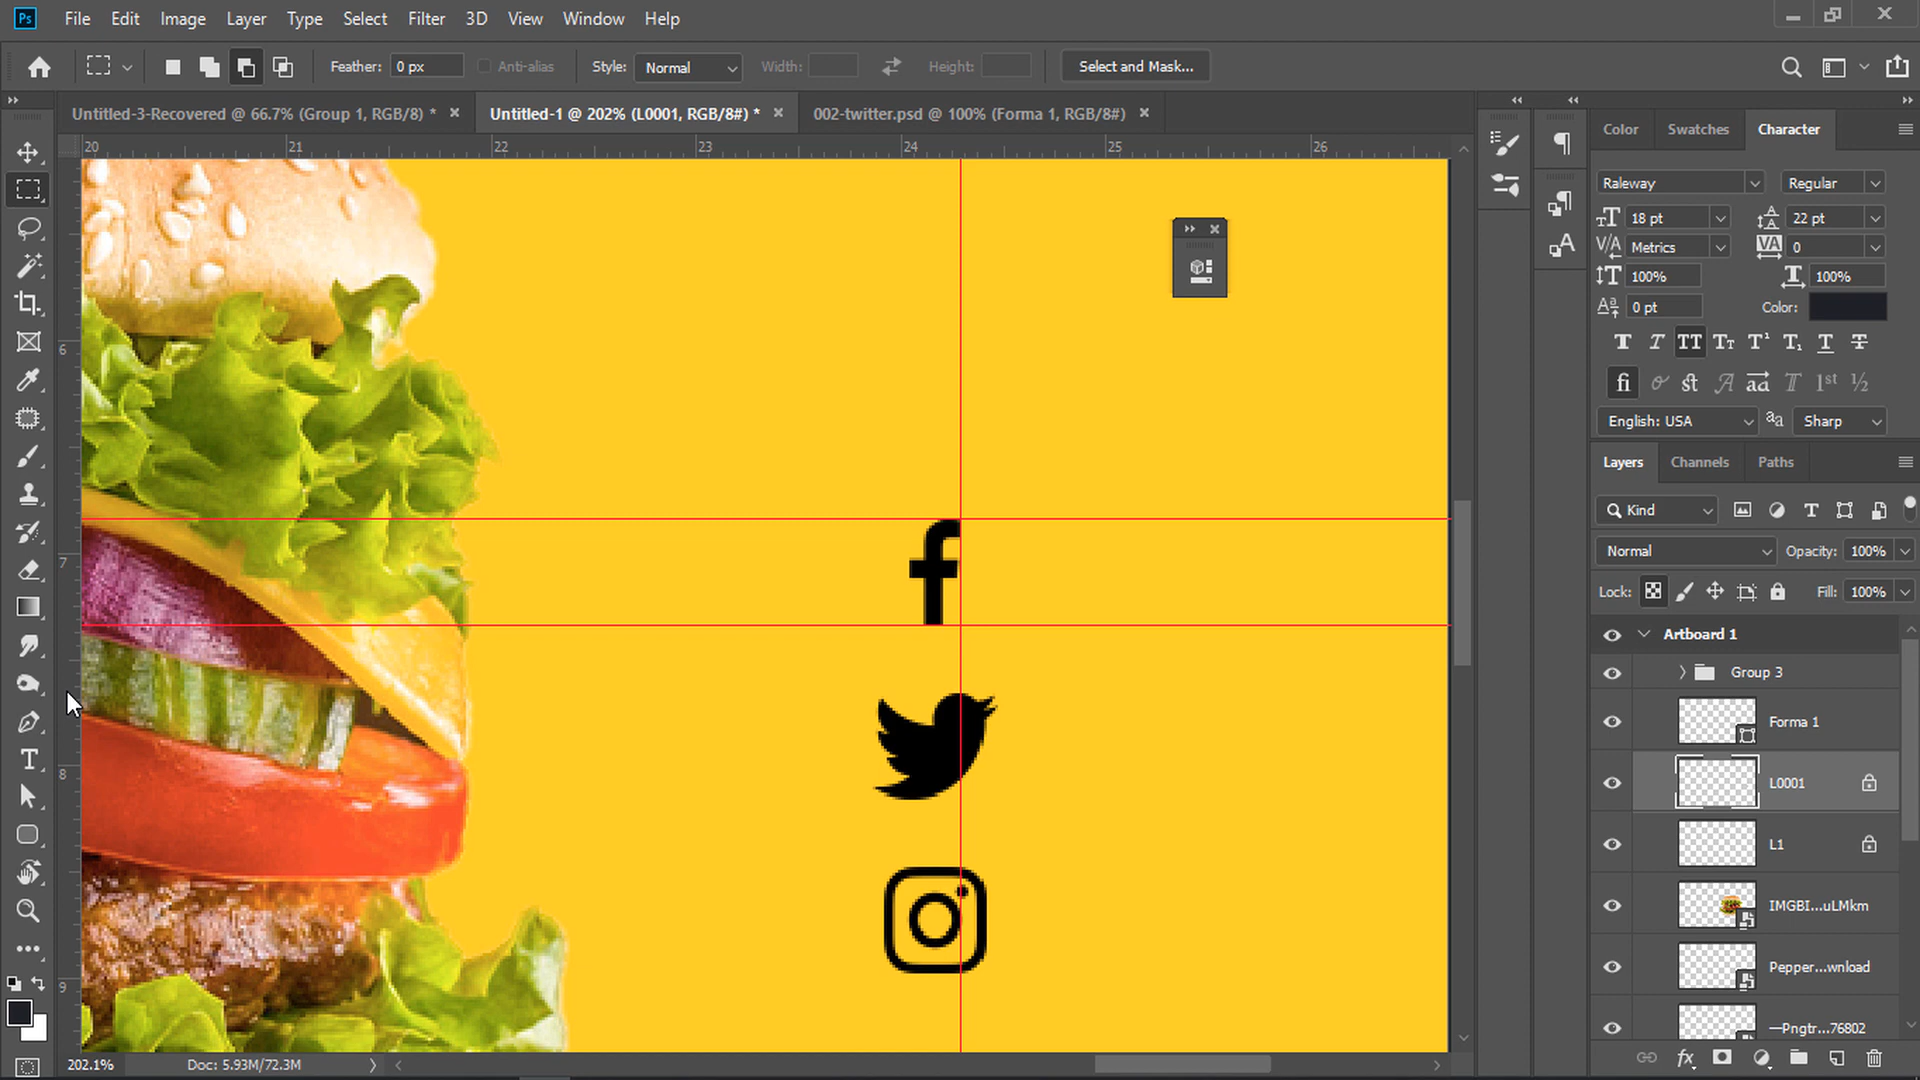 Ps File Edit Image Layer Type Select Filter 3D View Window Help
Feather: 0 px Anti-alias Style: Normal Width: Height: Select and Mask...
Untitled-3-Recovered @ 66.7% (Group 1, RGB/8) * Untitled-1 @ 202% (L0001, RGB/8#) * 002-twitter.psd @ 100% (Forma 1, RGB/8#)
20 21 22 23 24 25 26
6
7
8
9
Color Swatches Character
Raleway Regular
18 pt 22 pt
Metrics 0
100% 100%
0 pt Color:
English: USA Sharp
Layers Channels Paths
Kind
Normal Opacity: 100%
Lock: Fill: 100%
Artboard 1
Group 3
Forma 1
L0001
L1
IMGBI...uLMkm
Pepper...wnload
—Pngtr...76802
202.1% Doc: 5.93M/72.3M